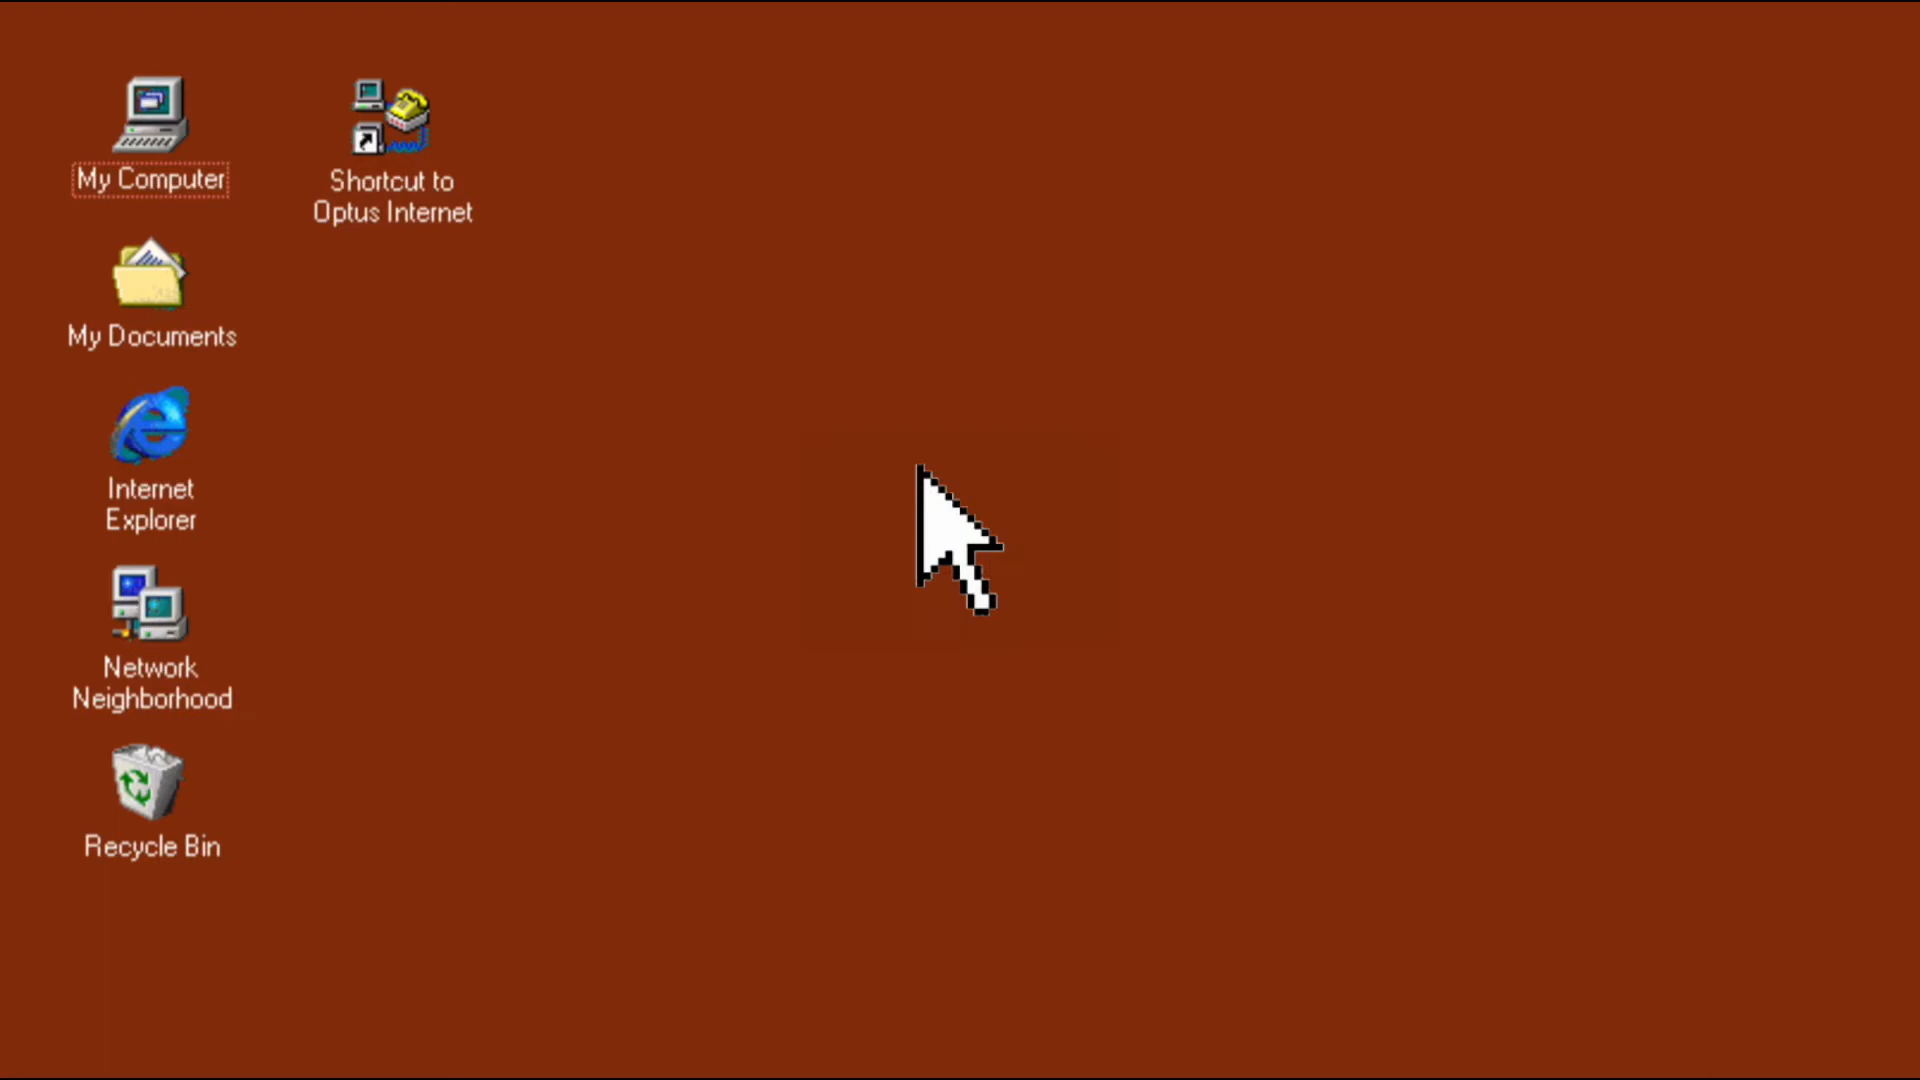 My Computer
Shortcut to
Optus Internet
My Documents
Internet
Explorer
Network
Neighborhood
Recycle Bin